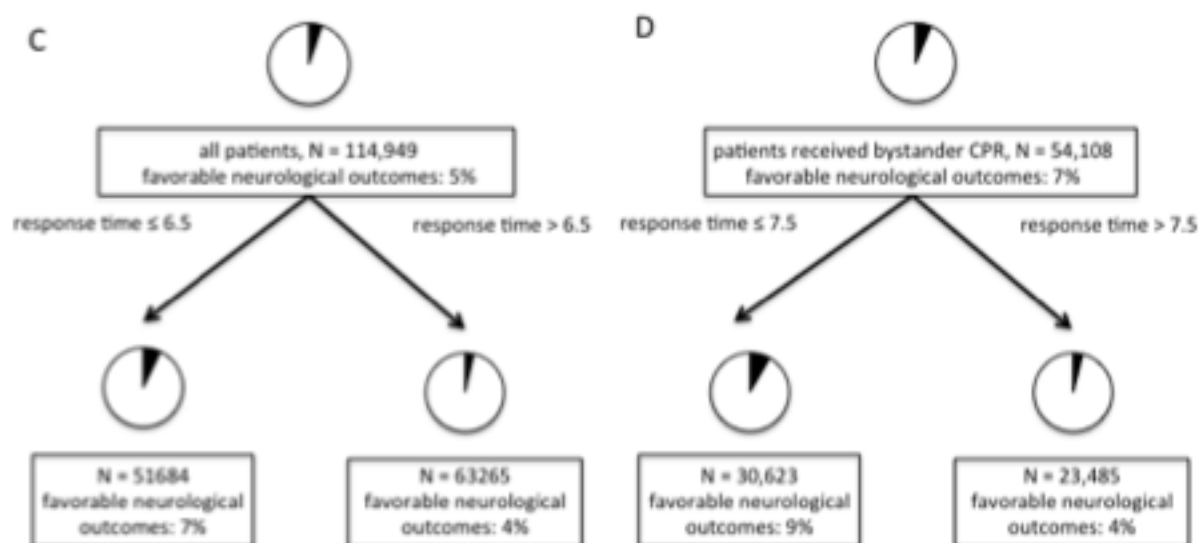 C
all patients, N = 114,949
favorable neurological outcomes: 5%
response time ≤ 6.5
response time > 6.5
N = 51684
favorable neurological
outcomes: 7%
N = 63265
favorable neurological
outcomes: 4%
D
patients received bystander CPR, N = 54,108
favorable neurological outcomes: 7%
response time ≤ 7.5
response time > 7.5
N = 30,623
favorable neurological
outcomes: 9%
N = 23,485
favorable neurological
outcomes: 4%